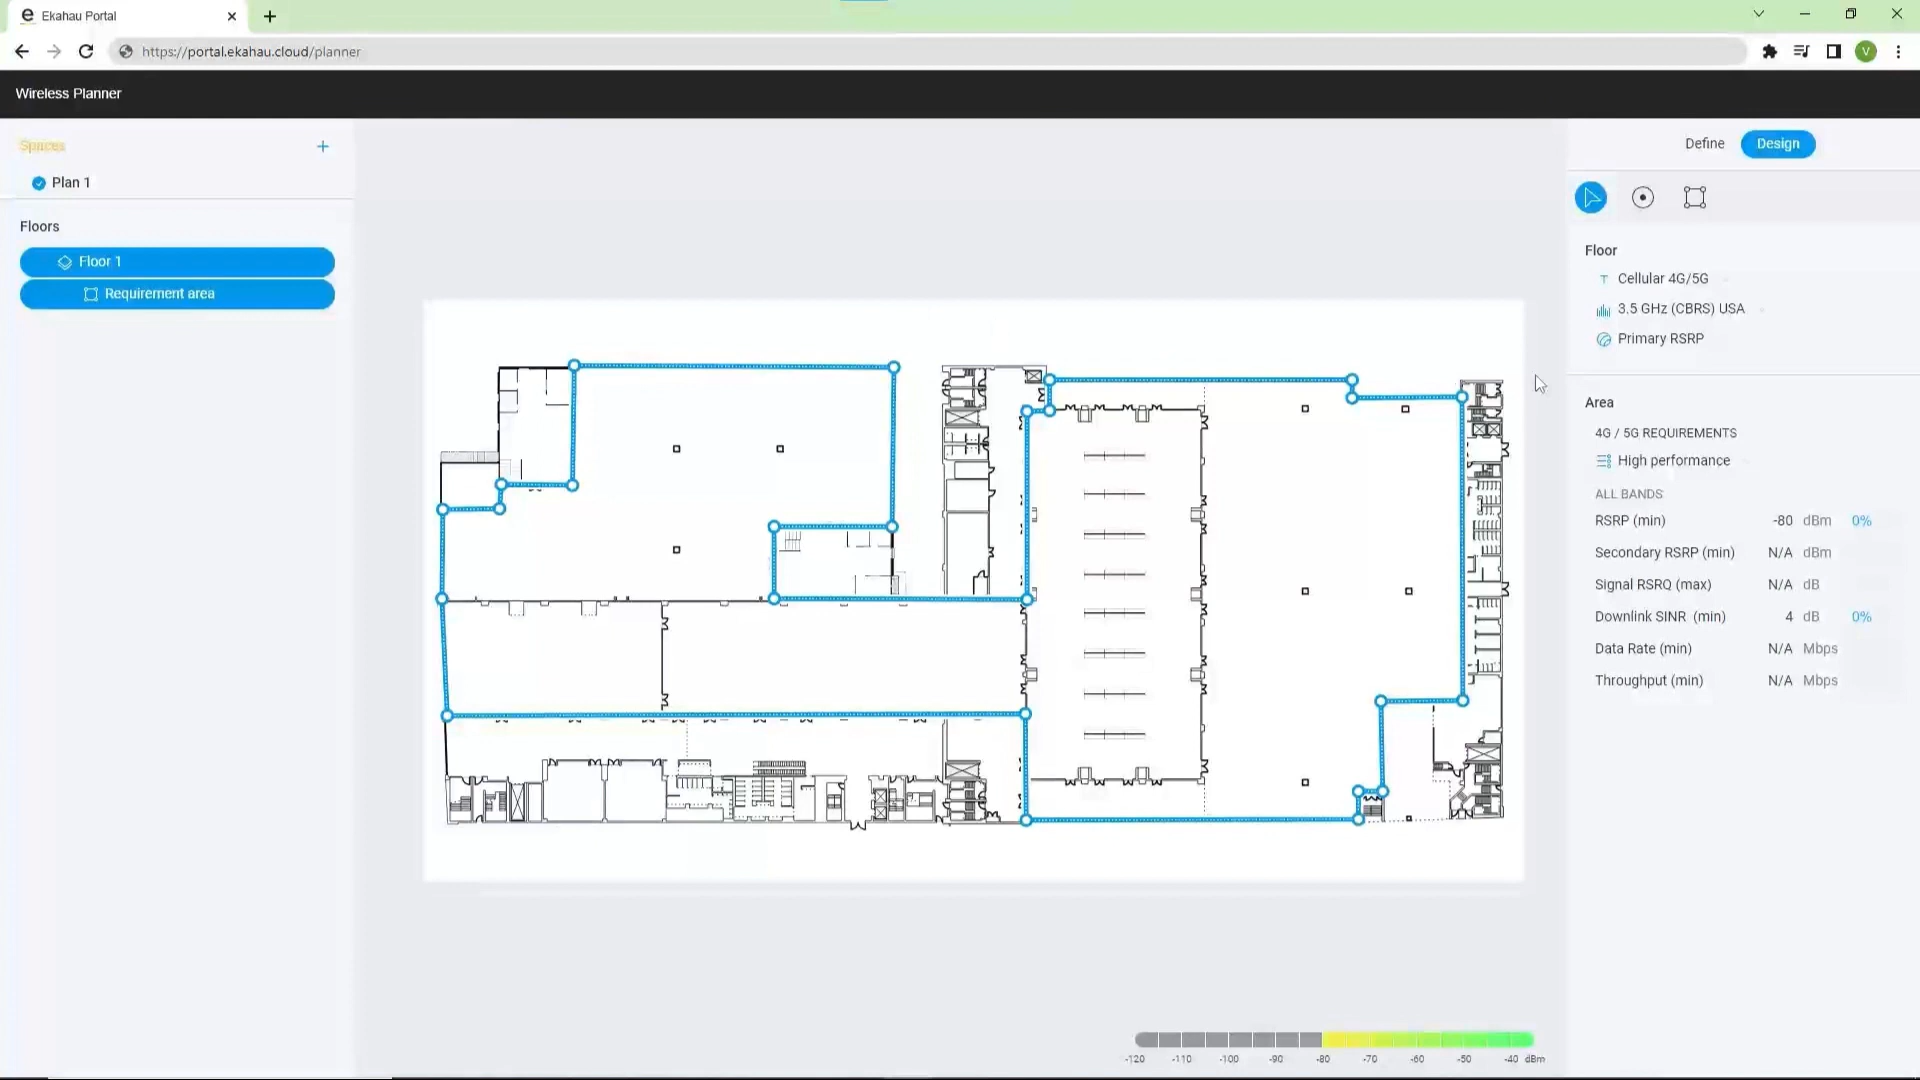 Ekahau Portal
https://portal.ekahau.cloud/planner
V
Wireless Planner
Spaces
Plan 1
Floors
Floor 1
Requirement area
Define
Design
Floor
Cellular 4G/5G
3.5 GHz (CBRS) USA
Primary RSRP
Area
4G / 5G REQUIREMENTS
High performance
ALL BANDS
RSRP (min) -80 dBm 0%
Secondary RSRP (min) N/A dBm
Signal RSRQ (max) N/A dB
Downlink SINR (min) 4 dB 0%
Data Rate (min) N/A Mbps
Throughput (min) N/A Mbps
-120 -110 -100 -90 -80 -70 -60 -50 -40 dBm